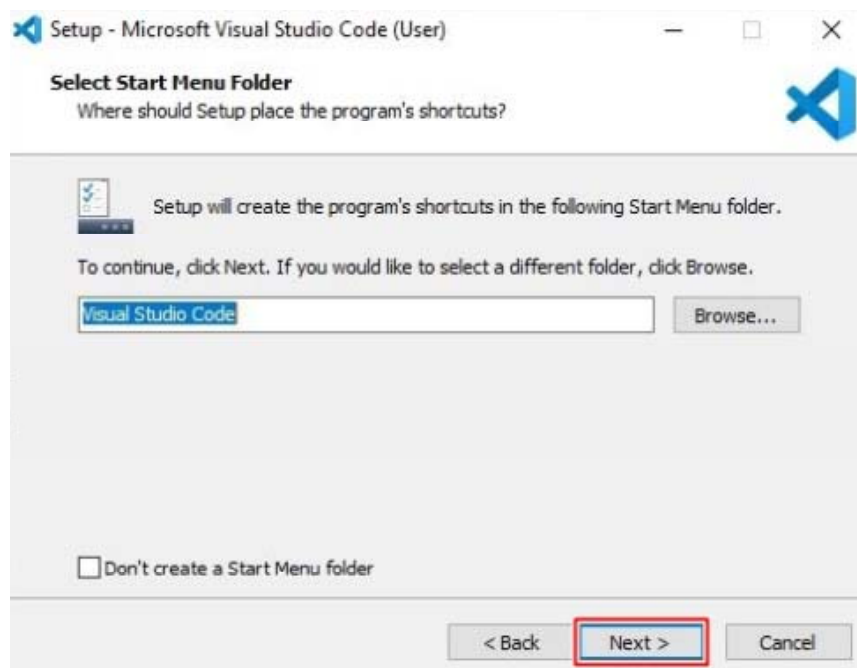 Setup - Microsoft Visual Studio Code (User)
Select Start Menu Folder
Where should Setup place the program's shortcuts?
Setup will create the program's shortcuts in the following Start Menu folder.
To continue, click Next. If you would like to select a different folder, click Browse.
Visual Studio Code
Browse...
Don't create a Start Menu folder
< Back
Next >
Cancel